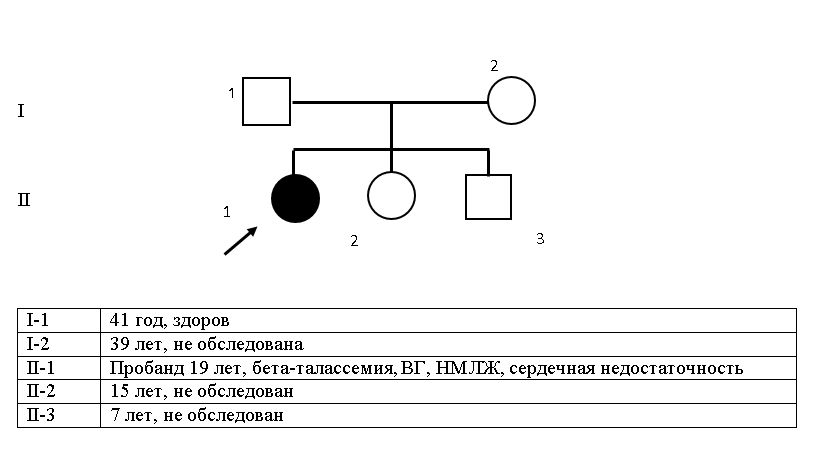 2
1
I
II
1
2
3
I-1 41 год, здоров
I-2 39 лет, не обследована
II-1 Пробанд 19 лет, бета-талассемия, ВГ, НМЛЖ, сердечная недостаточность
II-2 15 лет, не обследован
II-3 7 лет, не обследован